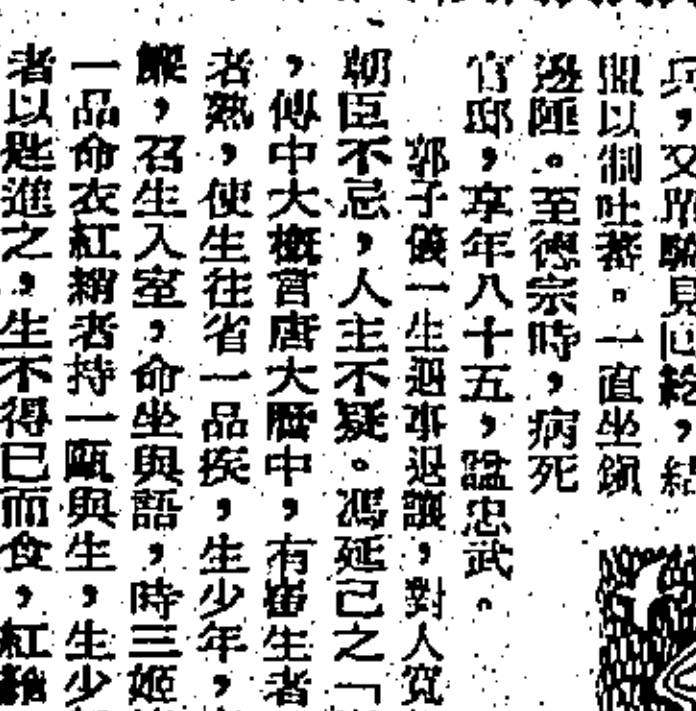 兵，又單騎見回紇，結
盟以制吐蕃。一直坐鎮
邊陲。至德宗時，病死
官邸，享年八十五，諡忠武。
郭子儀一生遇事退讓，對人寬
朝臣不忌，人主不疑。馮延己之「
，傳中大概言唐大曆中，有崔生者
者熟，使生往省一品疾，生少年，
，召生入室，命坐與語，時三姬
一品命衣紅綃者持一甌與生，生少
者以匙進之，生不得已而食，紅綃